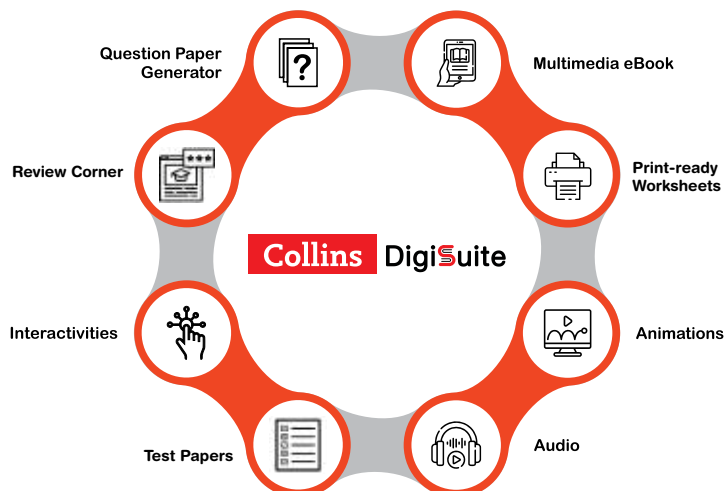 Question Paper
Generator
Multimedia eBook
Review Corner
Print-ready
Worksheets
Collins DigiSuite
Interactivities
Animations
Test Papers
Audio